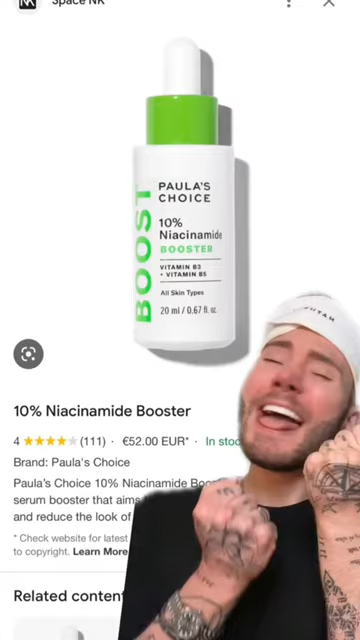 Space NK
BOOST
PAULA'S
CHOICE
10%
Niacinamide
BOOSTER
VITAMIN B3
+ VITAMIN B5
All Skin Types
20 ml / 0.67 fl. oz.
10% Niacinamide Booster
4 ★★★★★ (111) · €52.00 EUR* · In stoc
Brand: Paula's Choice
Paula's Choice 10% Niacinamide Boo
serum booster that aims
and reduce the look of
* Check website for latest
to copyright. Learn More
Related content